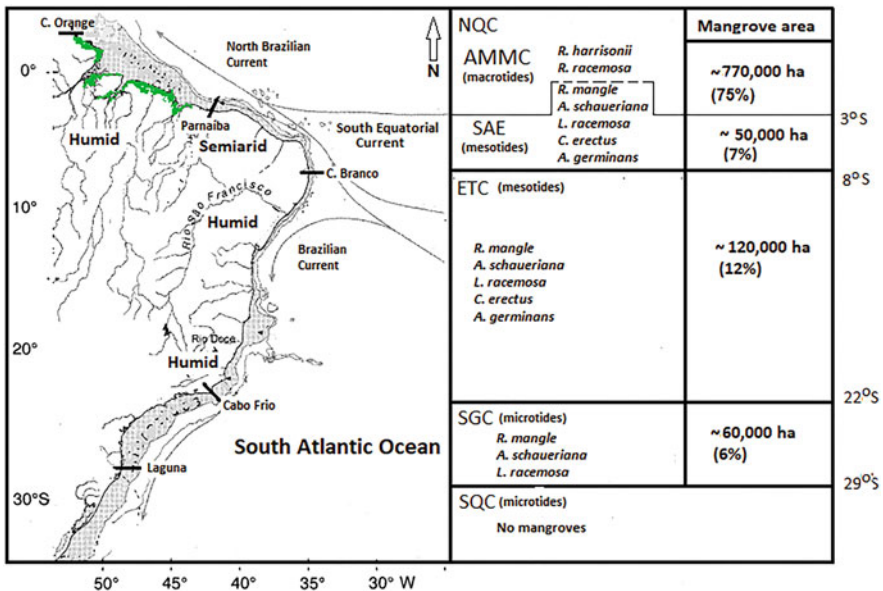 C. Orange
North Brazilian
Current
N
0°
Parnaiba
Humid
Semiarid
South Equatorial
Current
C. Branco
Rio São Francisco
10°
Humid
Brazilian
Current
Rio Doce
20°
Humid
Cabo Frio
South Atlantic Ocean
Laguna
30°S
50° 45° 40° 35° 30° W
NQC
Mangrove area
AMMC
(macrotides)
R. harrisonii
R. racemosa
R. mangle
A. schaueriana
L. racemosa
C. erectus
A. germinans
~770,000 ha
(75%)
3°S
SAE
(mesotides)
~ 50,000 ha
(7%)
8°S
ETC (mesotides)
R. mangle
A. schaueriana
L. racemosa
C. erectus
A. germinans
~ 120,000 ha
(12%)
22°S
SGC (microtides)
R. mangle
A. schaueriana
L. racemosa
~60,000 ha
(6%)
29°S
SQC (microtides)
No mangroves